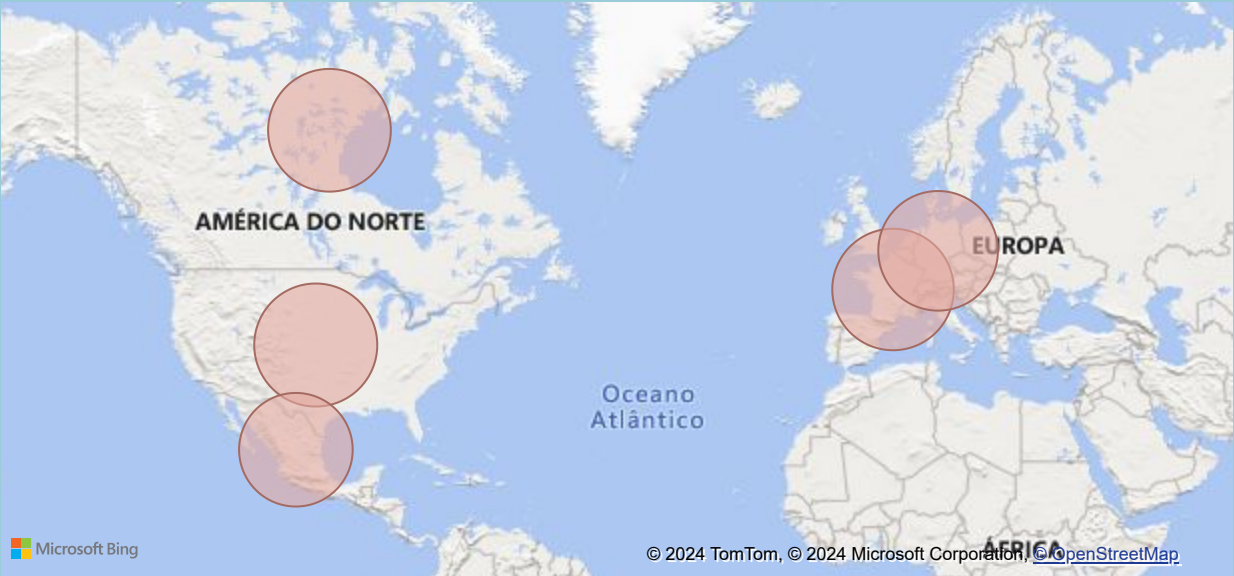 AMÉRICA DO NORTE
EUROPA
Oceano
Atlântico
ÁFRICA
Microsoft Bing
© 2024 TomTom, © 2024 Microsoft Corporation, © OpenStreetMap